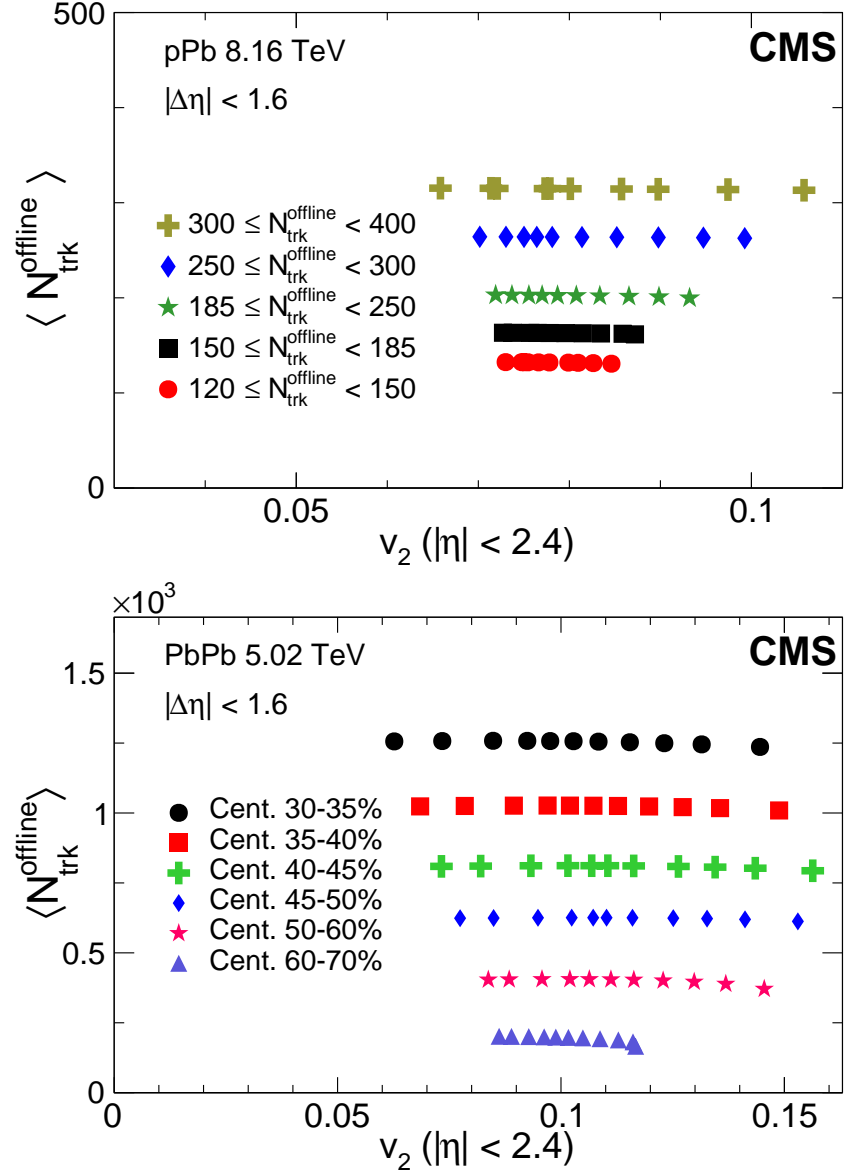 500
pPb 8.16 TeV
CMS
|Δη| < 1.6
⟨ N_trk^offline ⟩
300 ≤ N_trk^offline < 400
250 ≤ N_trk^offline < 300
185 ≤ N_trk^offline < 250
150 ≤ N_trk^offline < 185
120 ≤ N_trk^offline < 150
0
0.05
0.1
v_2 (|η| < 2.4)
×10^3
PbPb 5.02 TeV
CMS
1.5
|Δη| < 1.6
⟨N_trk^offline⟩
1
Cent. 30-35%
Cent. 35-40%
Cent. 40-45%
Cent. 45-50%
Cent. 50-60%
Cent. 60-70%
0.5
0
0
0.05
0.1
0.15
v_2 (|η| < 2.4)